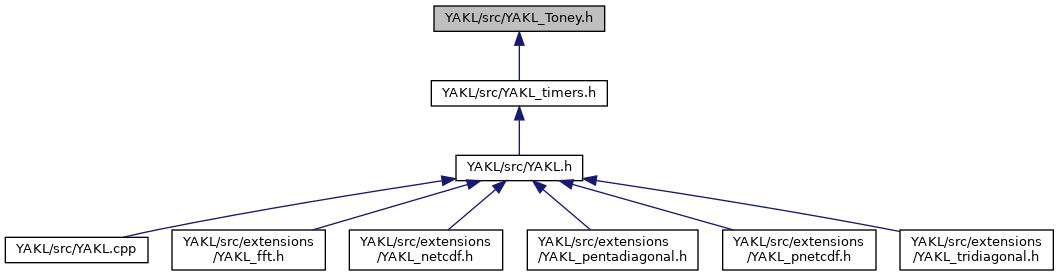 YAKL/src/YAKL_Toney.h
YAKL/src/YAKL_timers.h
YAKL/src/YAKL.h
YAKL/src/YAKL.cpp
YAKL/src/extensions
/YAKL_fft.h
YAKL/src/extensions
/YAKL_netcdf.h
YAKL/src/extensions
/YAKL_pentadiagonal.h
YAKL/src/extensions
/YAKL_pnetcdf.h
YAKL/src/extensions
/YAKL_tridiagonal.h